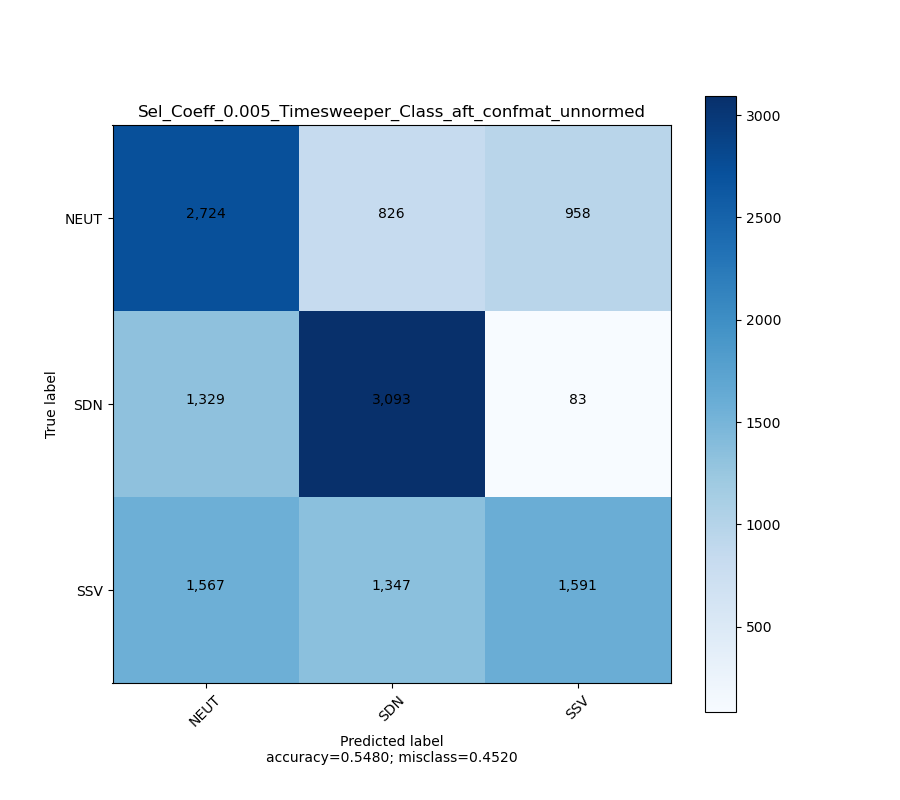 Sel_Coeff_0.005_Timesweeper_Class_aft_confmat_unnormed
3000
2500
2000
1500
1000
500
True label
NEUT
2,724
826
958
SDN
1,329
3,093
83
SSV
1,567
1,347
1,591
NEUT
SDN
SSV
Predicted label
accuracy=0.5480; misclass=0.4520